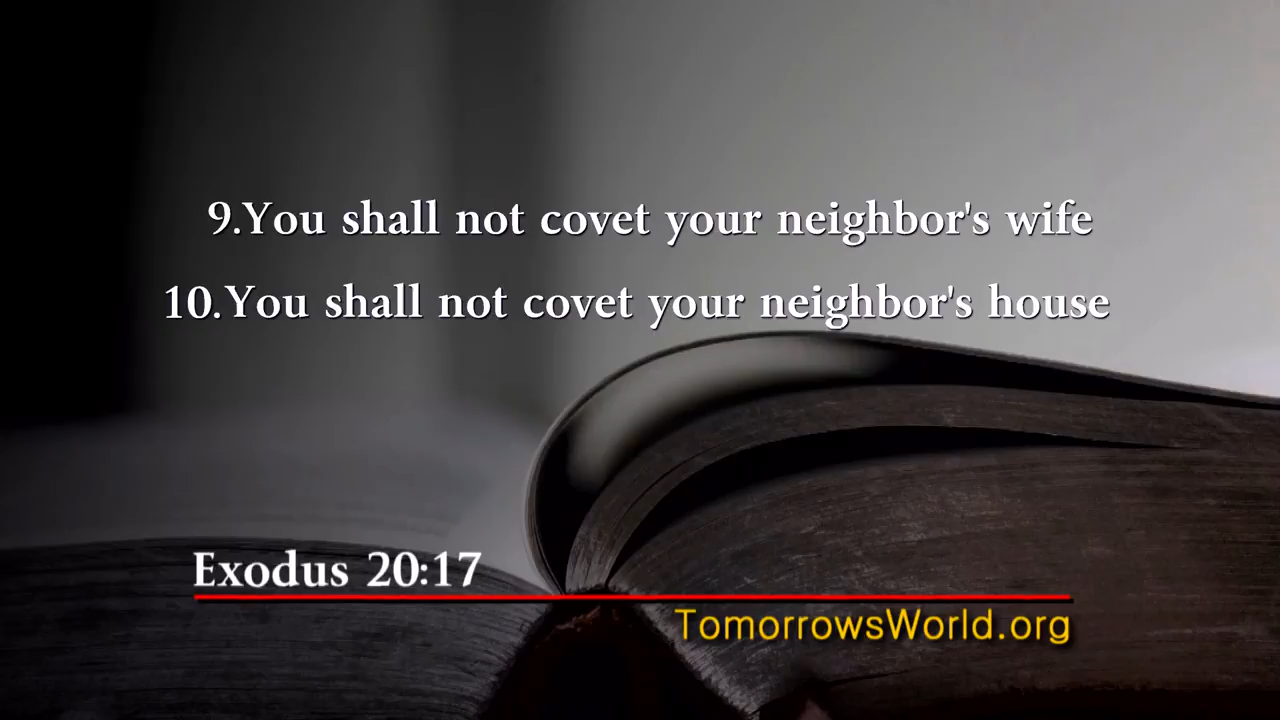 9.You shall not covet your neighbor's wife
10.You shall not covet your neighbor's house
Exodus 20:17
TomorrowsWorld.org